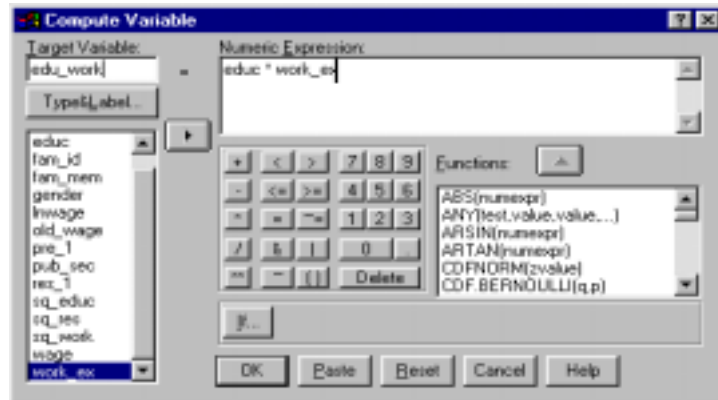 Compute Variable
Target Variable:
edu_work
=
Numeric Expression:
educ * work_ex
Type&Label...
educ
fam_id
fam_mem
gender
lnwage
old_wage
pre_1
pub_sec
res_1
sq_educ
sq_res
sq_work
wage
work_ex
+ < > 7 8 9
- <= >= 4 5 6
* = ~= 1 2 3
/ & | 0 .
** ~ () Delete
Functions:
ABS(numexpr)
ANY(test,value,value,...)
ARSIN(numexpr)
ARTAN(numexpr)
CDFNORM(zvalue)
CDF.BERNOULLI(q,p)
If...
OK Paste Reset Cancel Help